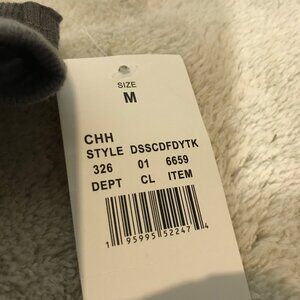 SIZE
M
CHH
STYLE DSSCDFDYTK
326 01 6659
DEPT CL ITEM
1 95995 52247 4